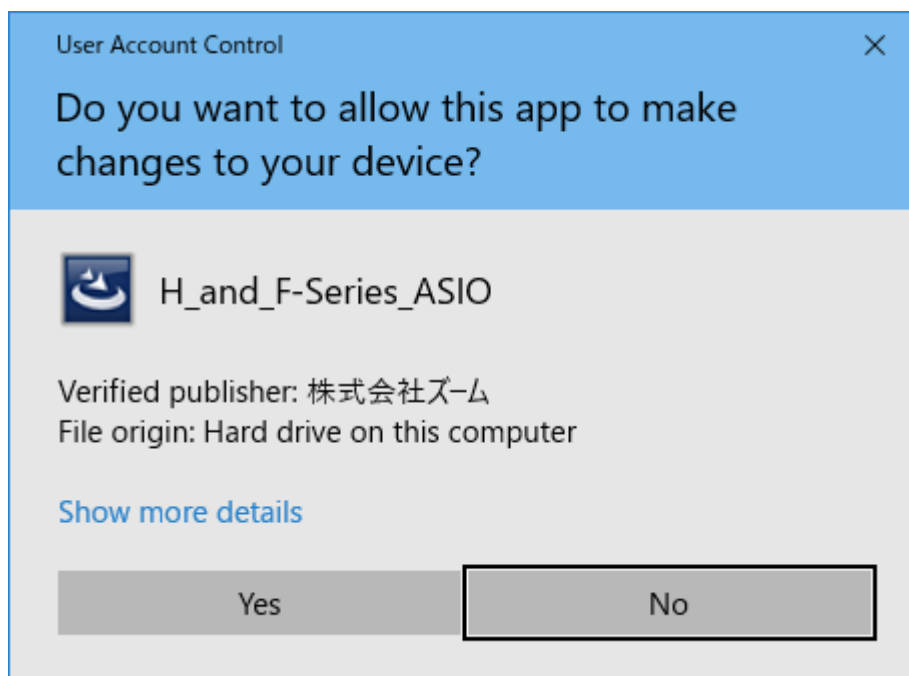 User Account Control
Do you want to allow this app to make
changes to your device?
H_and_F-Series_ASIO
Verified publisher: 株式会社ズーム
File origin: Hard drive on this computer
Show more details
Yes
No